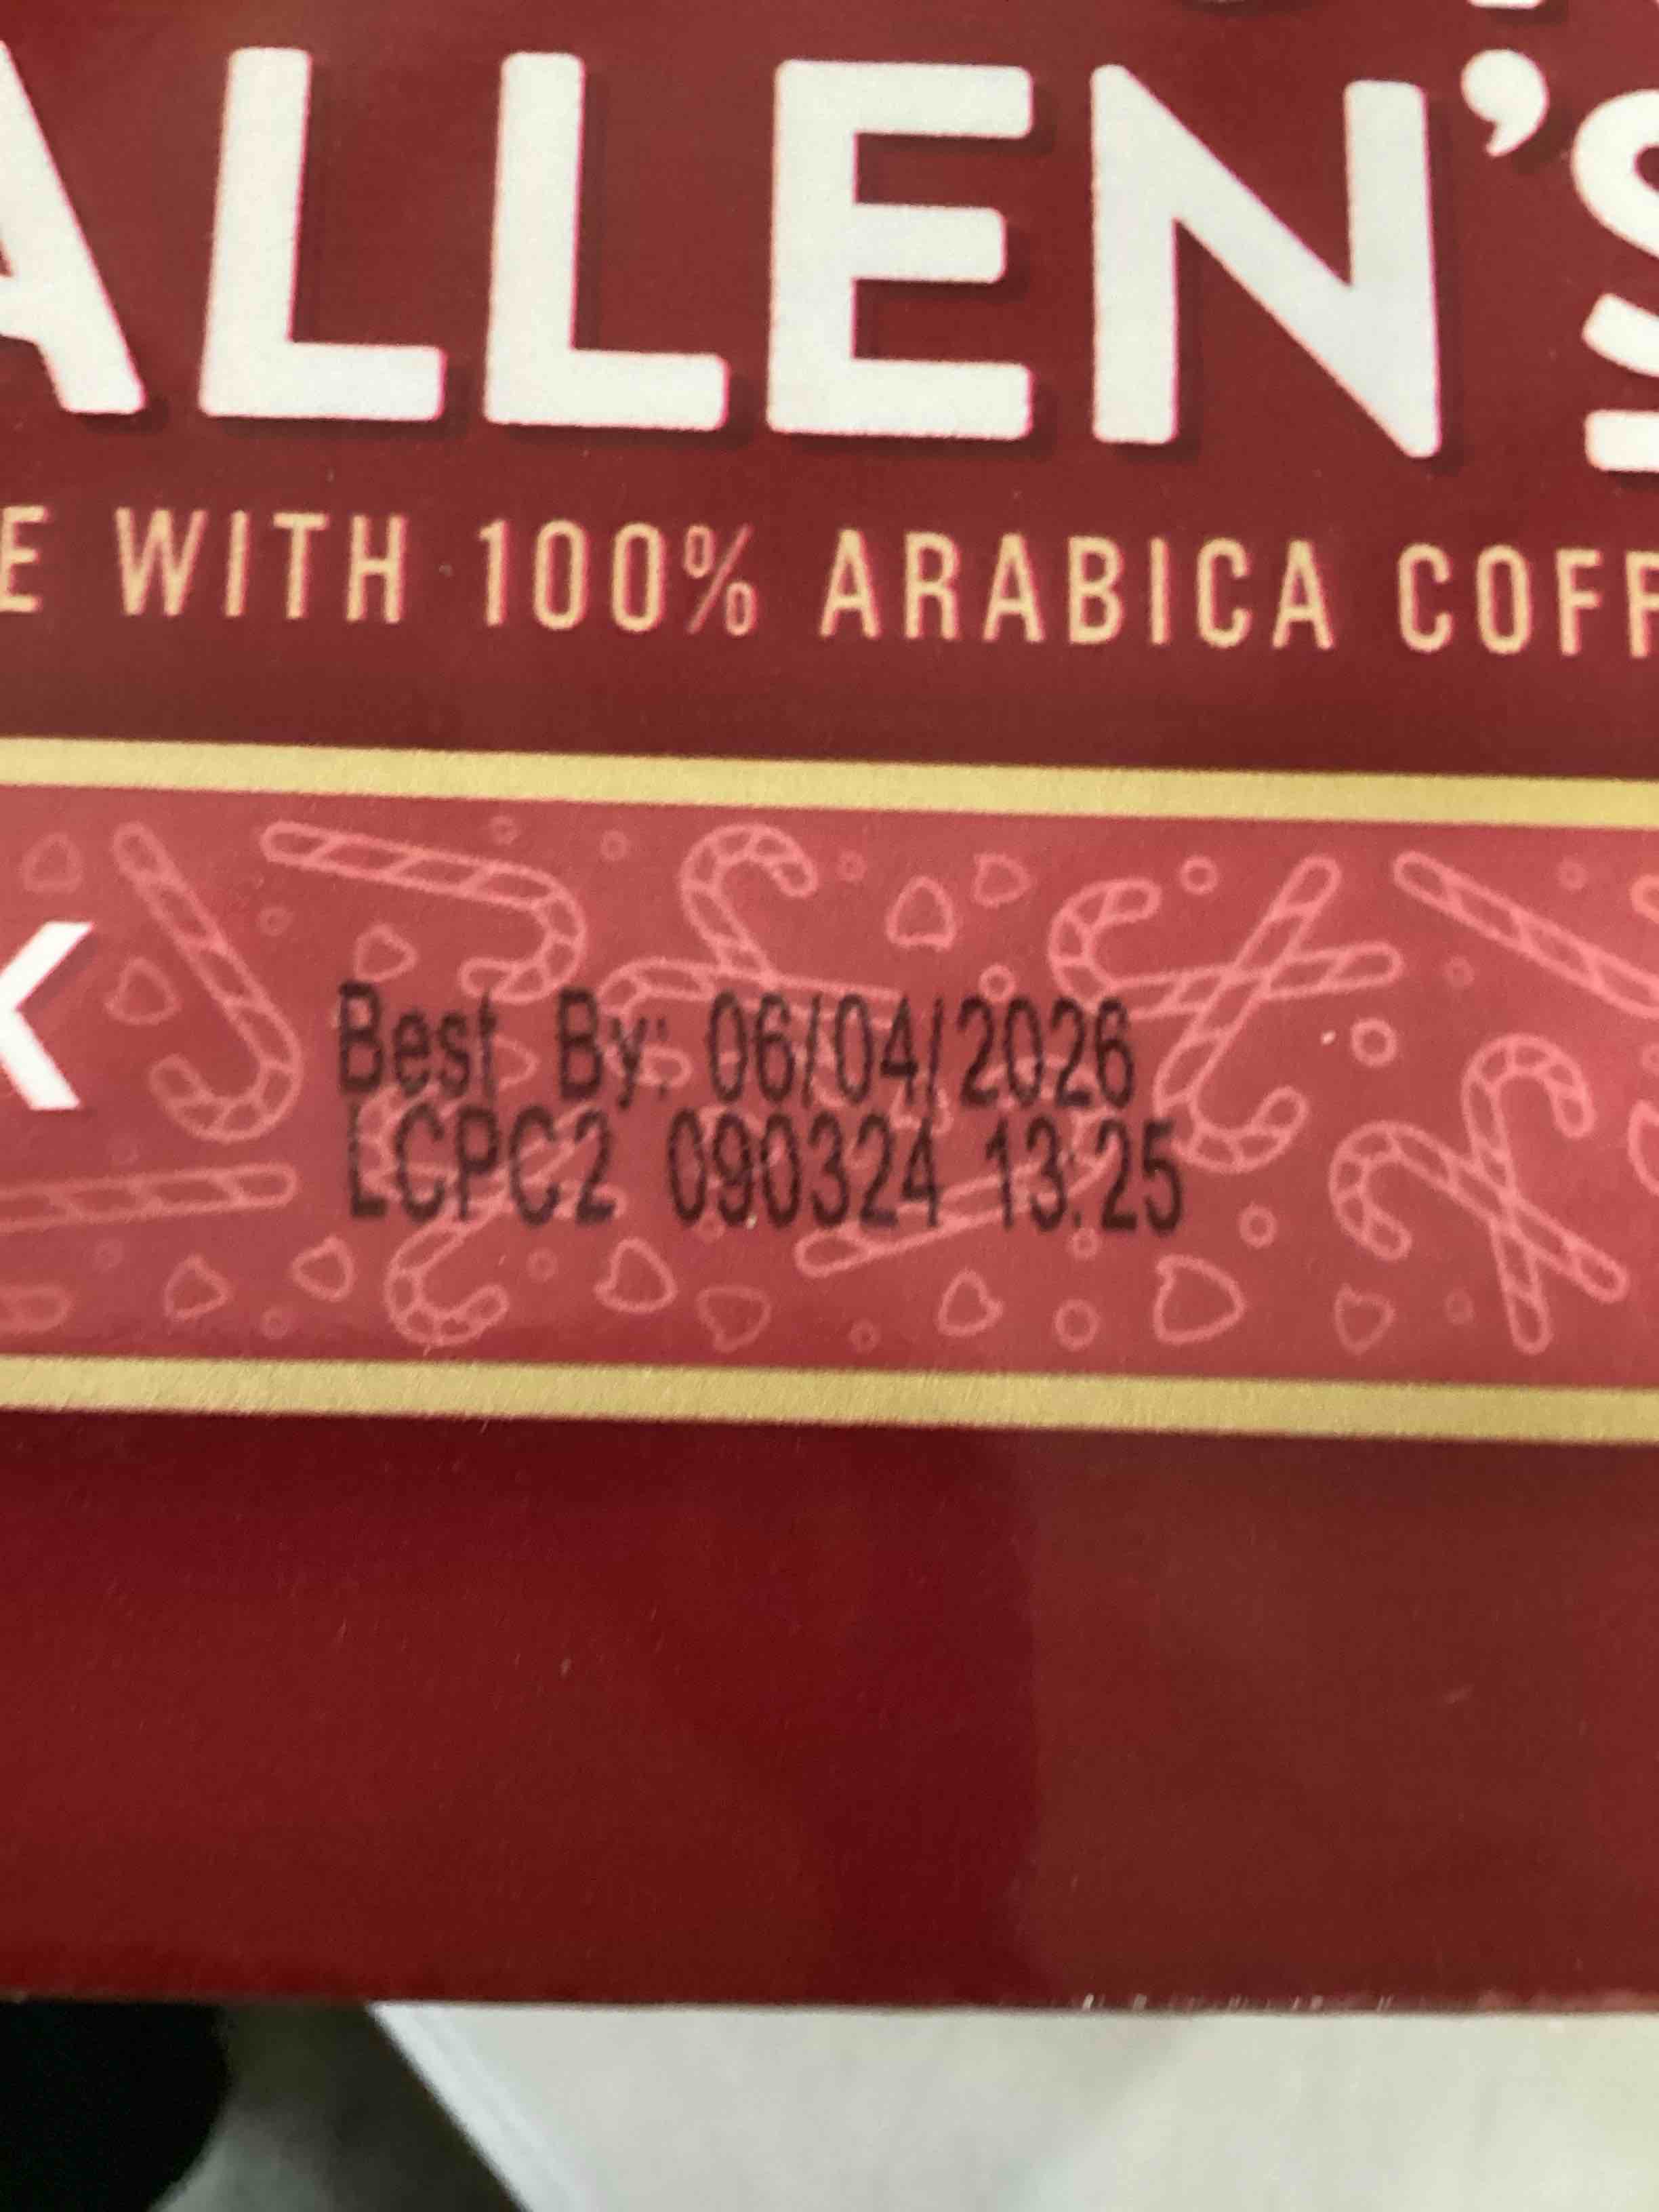 ALLEN'S
E WITH 100% ARABICA COFF
K
Best By: 06/04/2026
LCPC2 090324 13:25